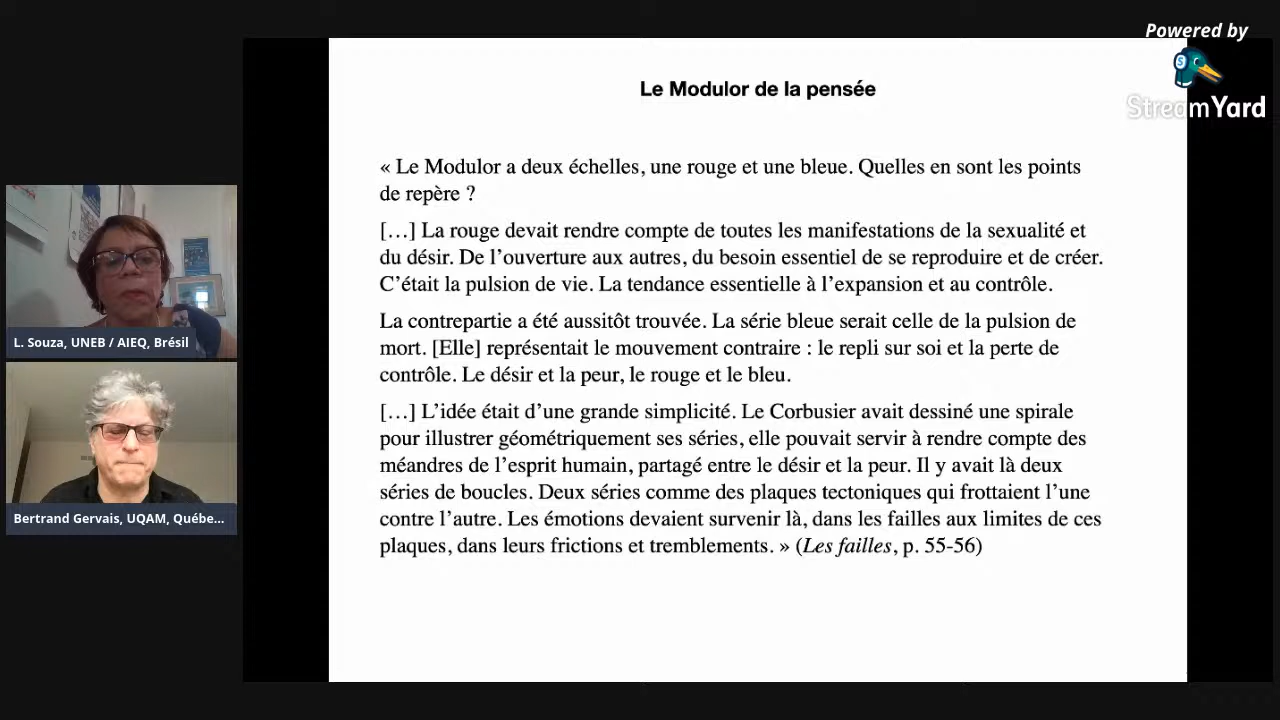 Powered by
StreamYard
Le Modulor de la pensée
« Le Modulor a deux échelles, une rouge et une bleue. Quelles en sont les points
de repère ?
[…] La rouge devait rendre compte de toutes les manifestations de la sexualité et
du désir. De l’ouverture aux autres, du besoin essentiel de se reproduire et de créer.
C’était la pulsion de vie. La tendance essentielle à l’expansion et au contrôle.
La contrepartie a été aussitôt trouvée. La série bleue serait celle de la pulsion de
mort. [Elle] représentait le mouvement contraire : le repli sur soi et la perte de
contrôle. Le désir et la peur, le rouge et le bleu.
[…] L’idée était d’une grande simplicité. Le Corbusier avait dessiné une spirale
pour illustrer géométriquement ses séries, elle pouvait servir à rendre compte des
méandres de l’esprit humain, partagé entre le désir et la peur. Il y avait là deux
séries de boucles. Deux séries comme des plaques tectoniques qui frottaient l’une
contre l’autre. Les émotions devaient survenir là, dans les failles aux limites de ces
plaques, dans leurs frictions et tremblements. » (Les failles, p. 55-56)
L. Souza, UNEB / AIEQ, Brésil
Bertrand Gervais, UQAM, Québe...